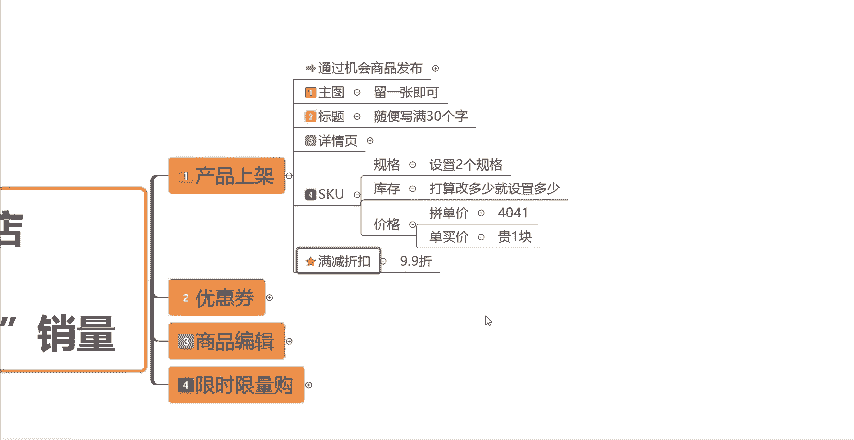 店
” 销量
1 产品上架
通过机会商品发布
1 主图 留一张即可
2 标题 随便写满30个字
3 详情页
4 SKU
规格 设置2个规格
库存 打算改多少就设置多少
价格
拼单价 4041
单买价 贵1块
满减折扣 9.9折
2 优惠券
3 商品编辑
4 限时限量购